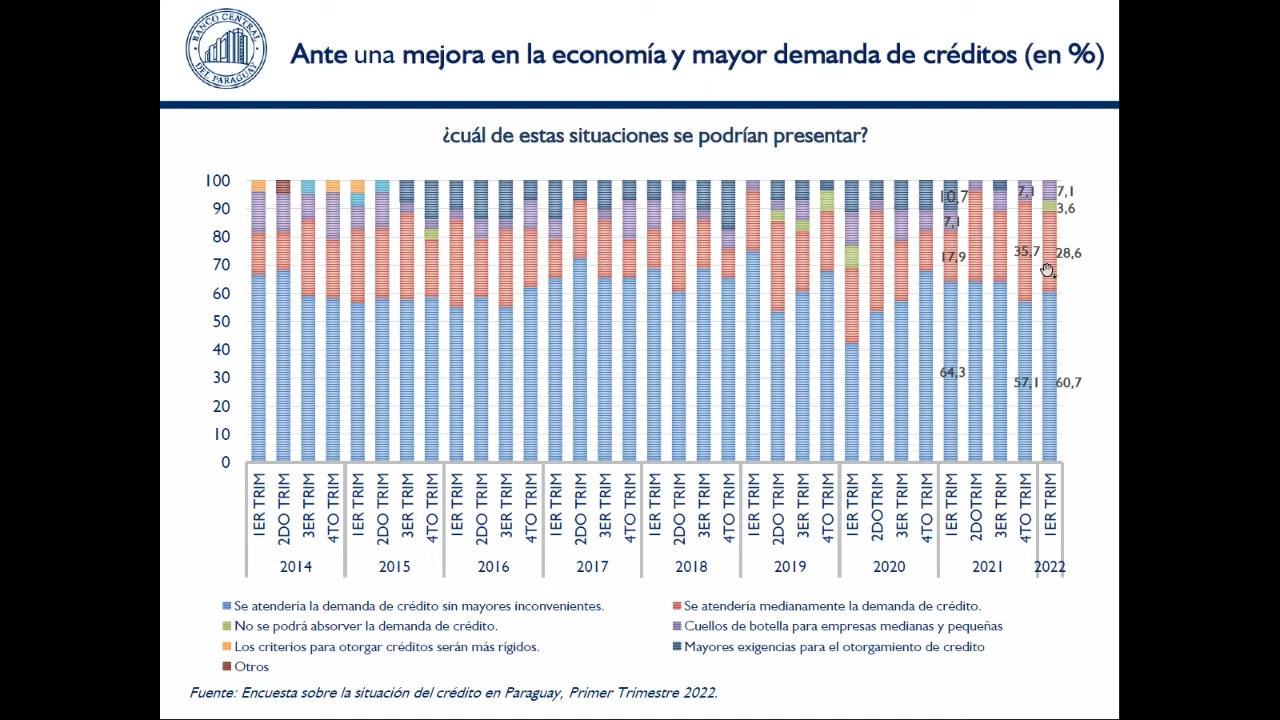 BANCO CENTRAL
DEL PARAGUAY
Ante una mejora en la economía y mayor demanda de créditos (en %)
¿cuál de estas situaciones se podrían presentar?
100
90
80
70
60
50
40
30
20
10
0
10,7
7,1
17,9
64,3
7,1
35,7
57,1
7,1
3,6
28,6
60,7
1ER TRIM
2DO TRIM
3ER TRIM
4TO TRIM
1ER TRIM
2DO TRIM
3ER TRIM
4TO TRIM
1ER TRIM
2DO TRIM
3ER TRIM
4TO TRIM
1ER TRIM
2DO TRIM
3ER TRIM
4TO TRIM
1ER TRIM
2DO TRIM
3ER TRIM
4TO TRIM
1ER TRIM
2DO TRIM
3ER TRIM
4TO TRIM
1ER TRIM
2DOTRIM
3ER TRIM
4TO TRIM
1ER TRIM
2DOTRIM
3ER TRIM
4TO TRIM
1ER TRIM
2014 2015 2016 2017 2018 2019 2020 2021 2022
Se atendería la demanda de crédito sin mayores inconvenientes.
Se atendería medianamente la demanda de crédito.
No se podrá absorver la demanda de crédito.
Cuellos de botella para empresas medianas y pequeñas
Los criterios para otorgar créditos serán más rígidos.
Mayores exigencias para el otorgamiento de credito
Otros
Fuente: Encuesta sobre la situación del crédito en Paraguay, Primer Trimestre 2022.